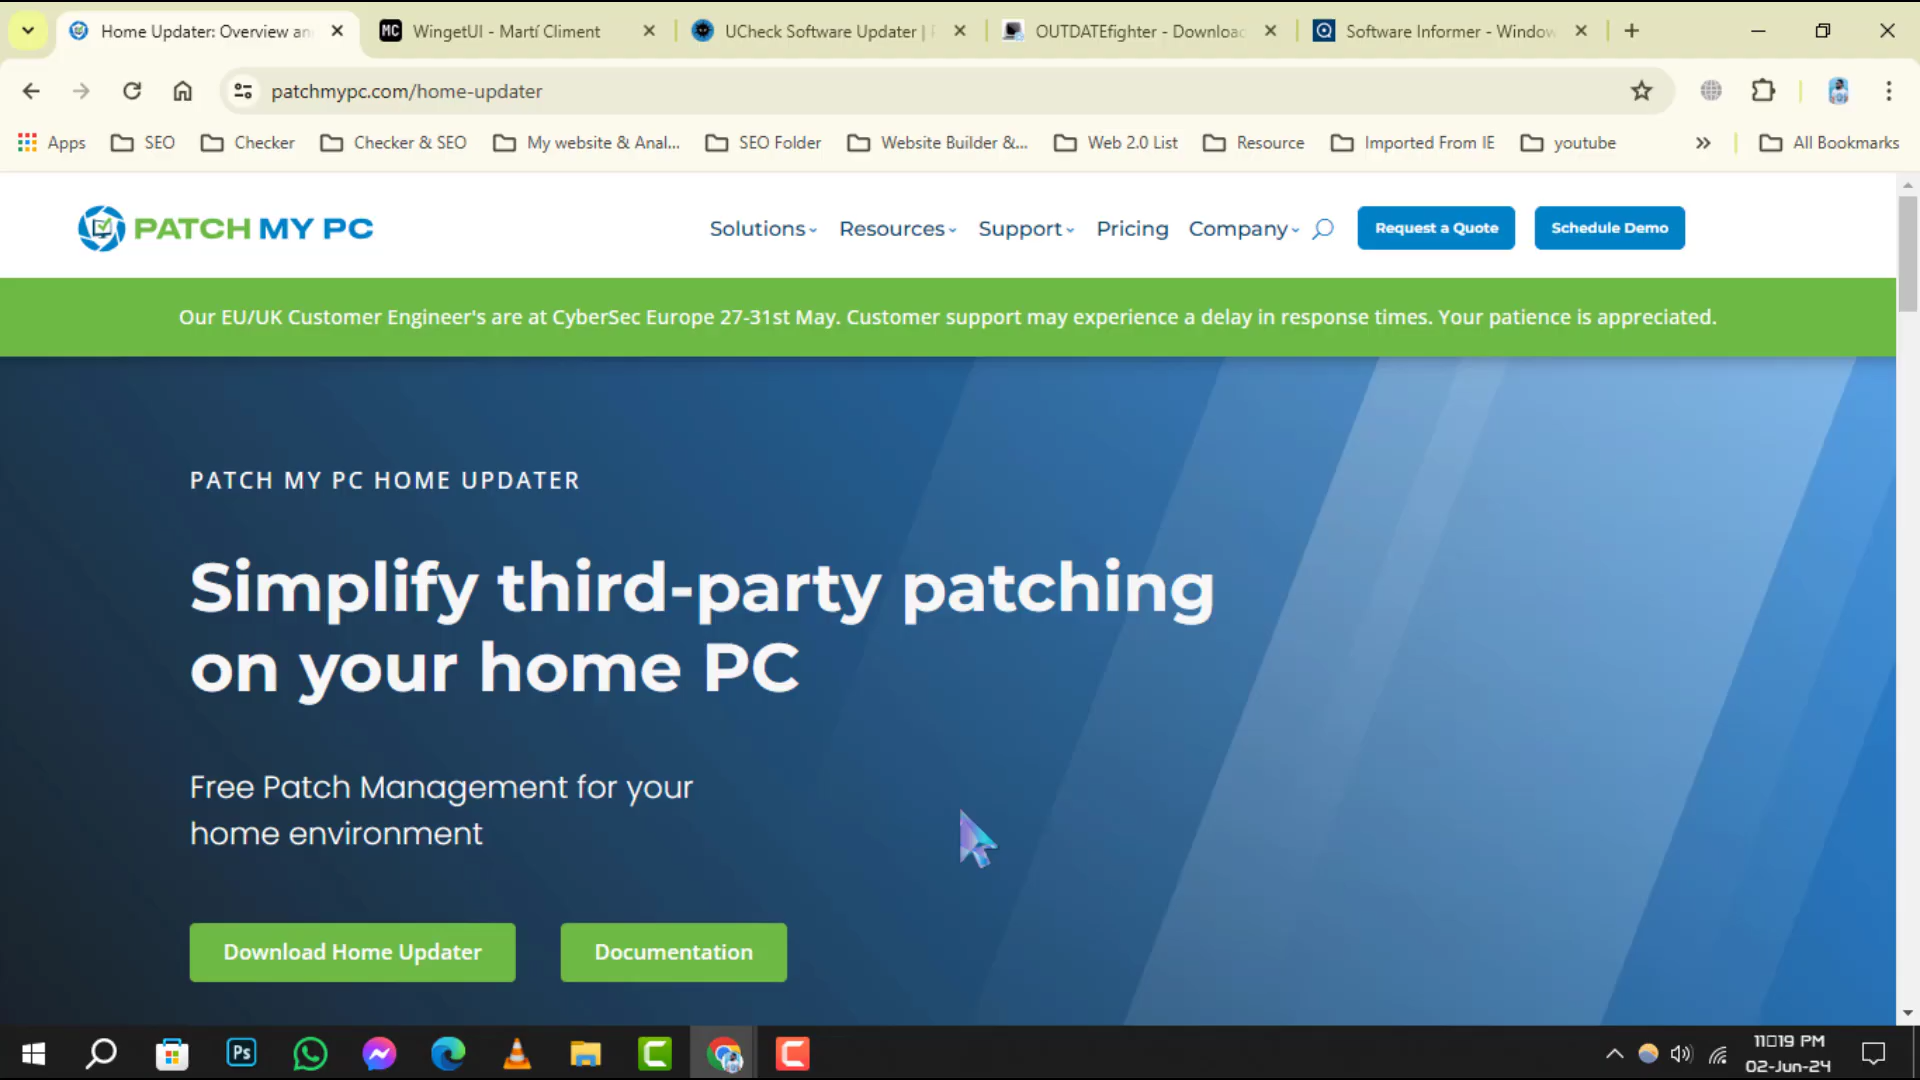 Home Updater: Overview an
WingetUI - Martí Climent
UCheck Software Updater |
OUTDATEfighter - Downloac
Software Informer - Window
patchmypc.com/home-updater
Apps
SEO
Checker
Checker & SEO
My website & Anal...
SEO Folder
Website Builder &...
Web 2.0 List
Resource
Imported From IE
youtube
All Bookmarks
PATCH MY PC
Solutions
Resources
Support
Pricing
Company
Request a Quote
Schedule Demo
Our EU/UK Customer Engineer's are at CyberSec Europe 27-31st May. Customer support may experience a delay in response times. Your patience is appreciated.
PATCH MY PC HOME UPDATER
Simplify third-party patching
on your home PC
Free Patch Management for your
home environment
Download Home Updater
Documentation
11▯19 PM
02-Jun-24